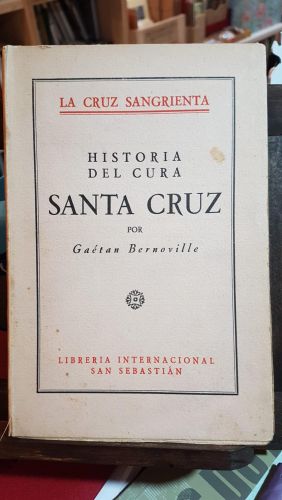 LA CRUZ SANGRIENTA
HISTORIA
DEL CURA
SANTA CRUZ
POR
Gaétan Bernoville
LIBRERIA INTERNACIONAL
SAN SEBASTIÁN